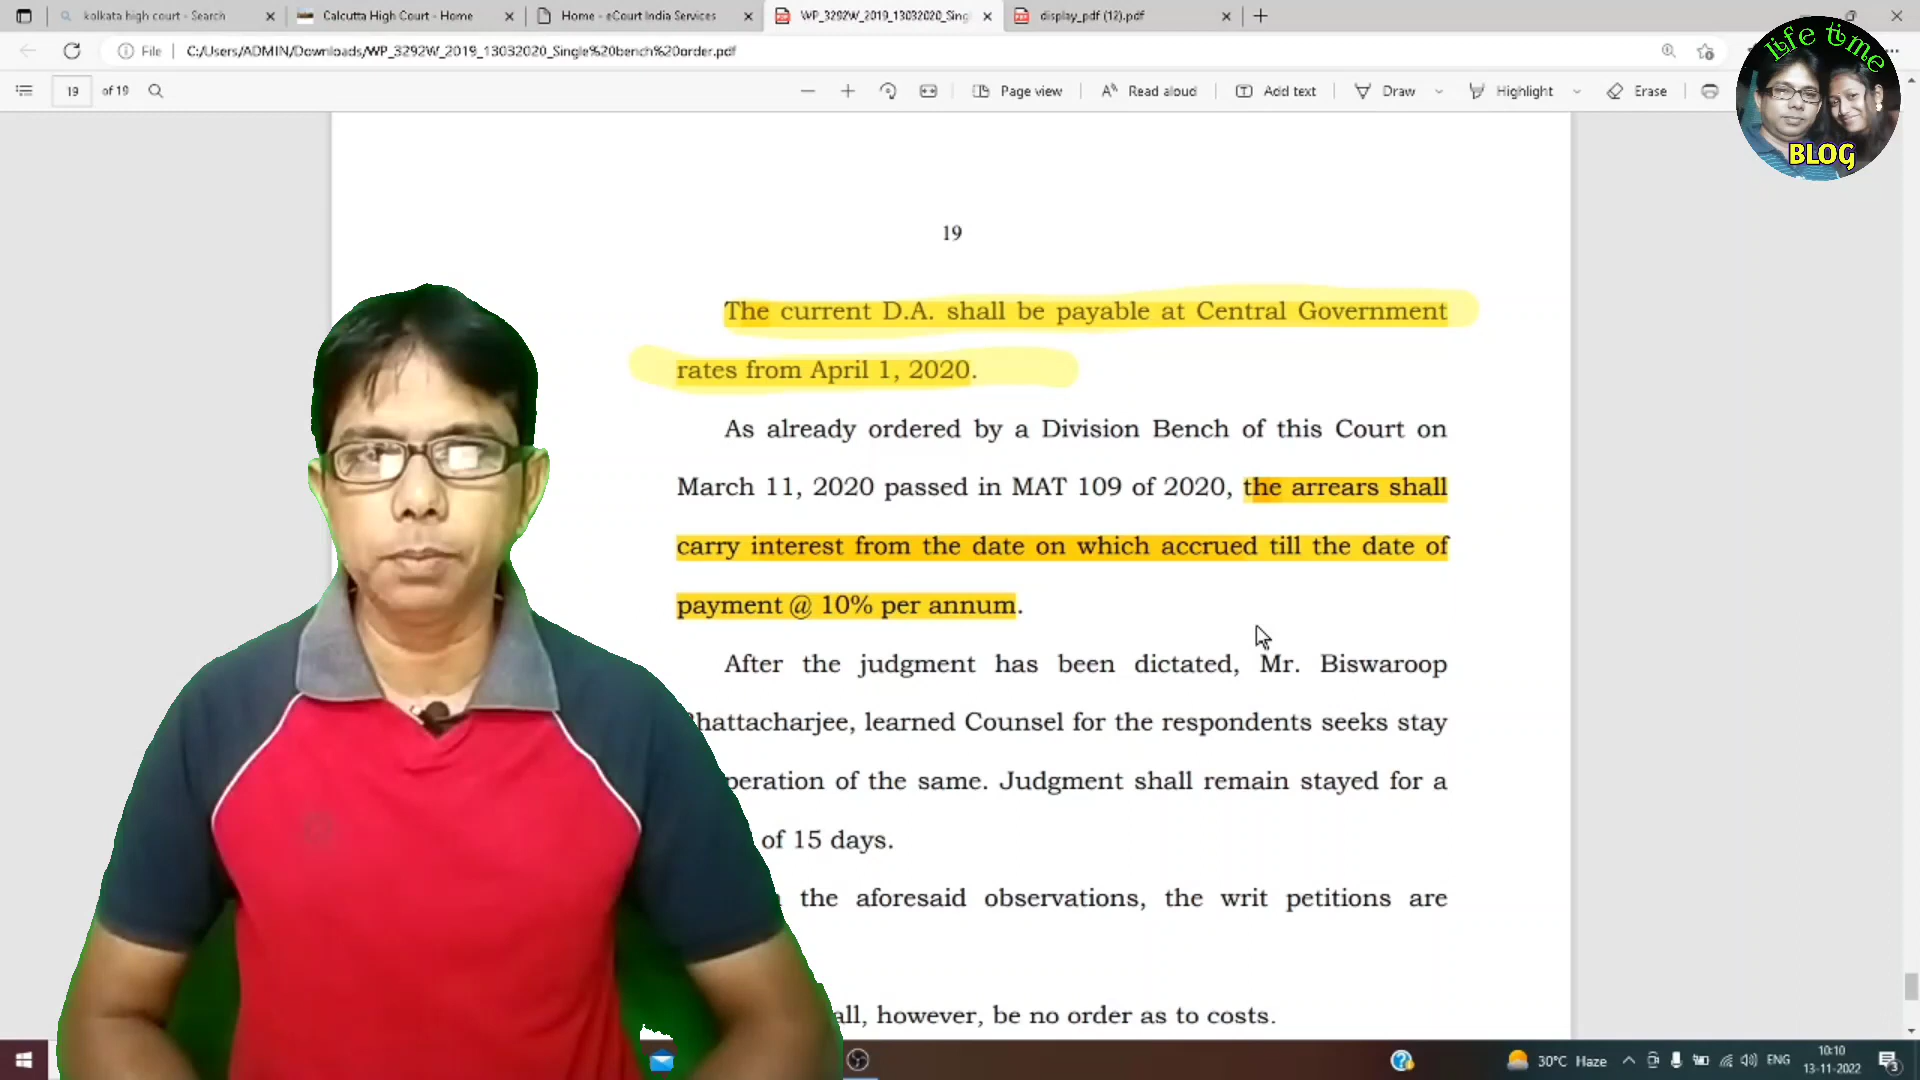 kolkata high court - Search
Calcutta High Court - Home
Home - eCourt India Services
WP_3292W_2019_13032020_Sing
display_pdf (12).pdf
File
C:/Users/ADMIN/Downloads/WP_3292W_2019_13032020_Single%20bench%20order.pdf
19 of 19
Page view
Read aloud
Add text
Draw
Highlight
Erase
Life time
BLOG
19
The current D.A. shall be payable at Central Government
rates from April 1, 2020.
As already ordered by a Division Bench of this Court on
March 11, 2020 passed in MAT 109 of 2020, the arrears shall
carry interest from the date on which accrued till the date of
payment @ 10% per annum.
After the judgment has been dictated, Mr. Biswaroop
hattacharjee, learned Counsel for the respondents seeks stay
peration of the same. Judgment shall remain stayed for a
of 15 days.
the aforesaid observations, the writ petitions are
all, however, be no order as to costs.
30°C Haze
ENG
10:10
13-11-2022
3